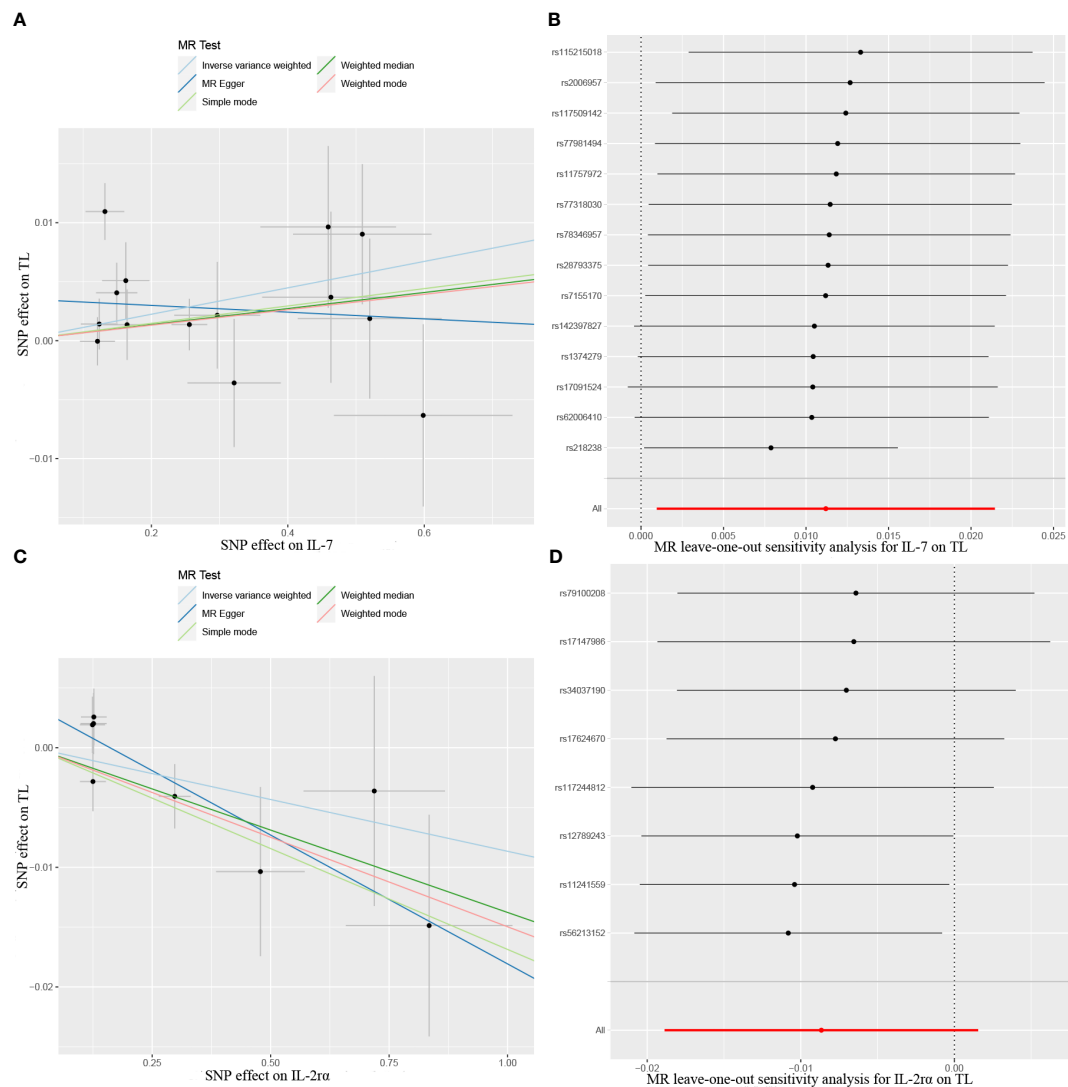 A
MR Test
Inverse variance weighted
Weighted median
MR Egger
Weighted mode
Simple mode
SNP effect on TL
0.01
0.00
−0.01
0.2
0.4
0.6
SNP effect on IL-7
B
rs115215018
rs2006957
rs117509142
rs77981494
rs11757972
rs77318030
rs78346957
rs28793375
rs7155170
rs142397827
rs1374279
rs17091524
rs62006410
rs218238
All
0.000
0.005
0.010
0.015
0.020
0.025
MR leave-one-out sensitivity analysis for IL-7 on TL
C
MR Test
Inverse variance weighted
Weighted median
MR Egger
Weighted mode
Simple mode
SNP effect on TL
0.00
−0.01
−0.02
0.25
0.50
0.75
1.00
SNP effect on IL-2rα
D
rs79100208
rs17147986
rs34037190
rs17624670
rs117244812
rs12789243
rs11241559
rs56213152
All
−0.02
−0.01
0.00
MR leave-one-out sensitivity analysis for IL-2rα on TL